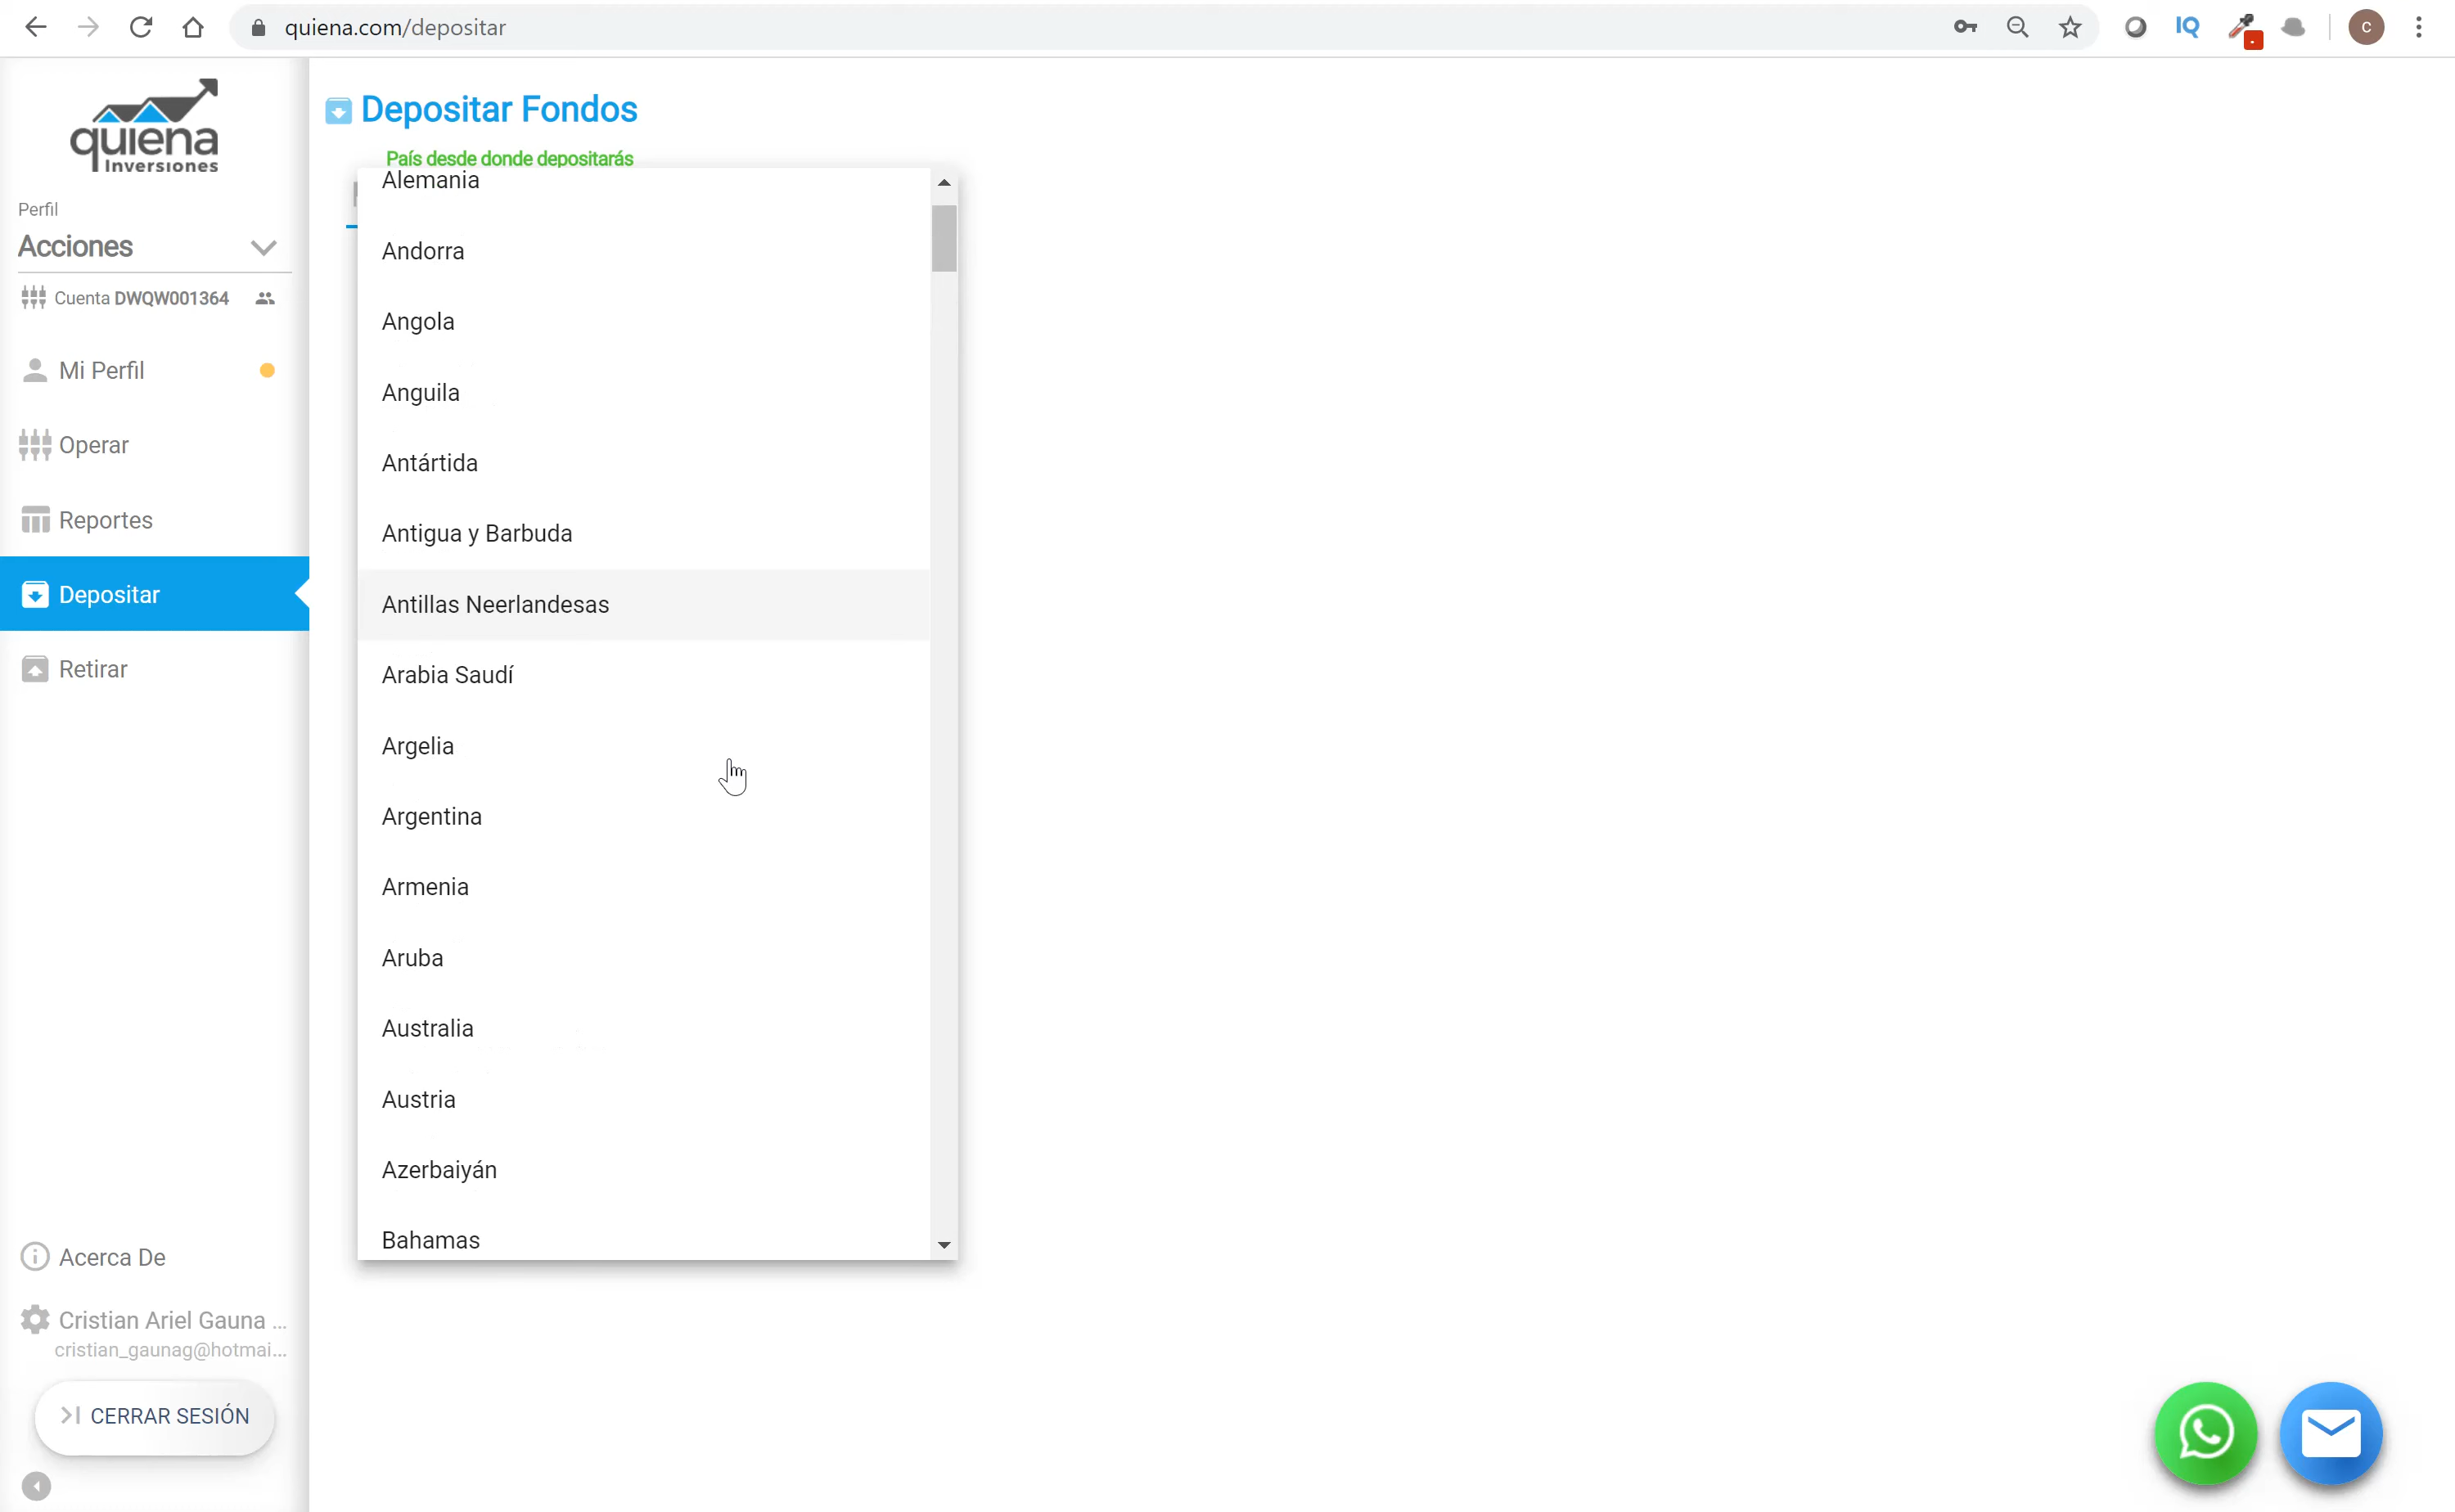 quiena.com/depositar
IQ
C
quiena
Inversiones
Perfil
Acciones
Cuenta DWQW001364
Mi Perfil
Operar
Reportes
Depositar
Retirar
Acerca De
Cristian Ariel Gauna ...
cristian_gaunag@hotmai...
CERRAR SESIÓN
Depositar Fondos
País desde donde depositarás
Alemania
Andorra
Angola
Anguila
Antártida
Antigua y Barbuda
Antillas Neerlandesas
Arabia Saudí
Argelia
Argentina
Armenia
Aruba
Australia
Austria
Azerbaiyán
Bahamas